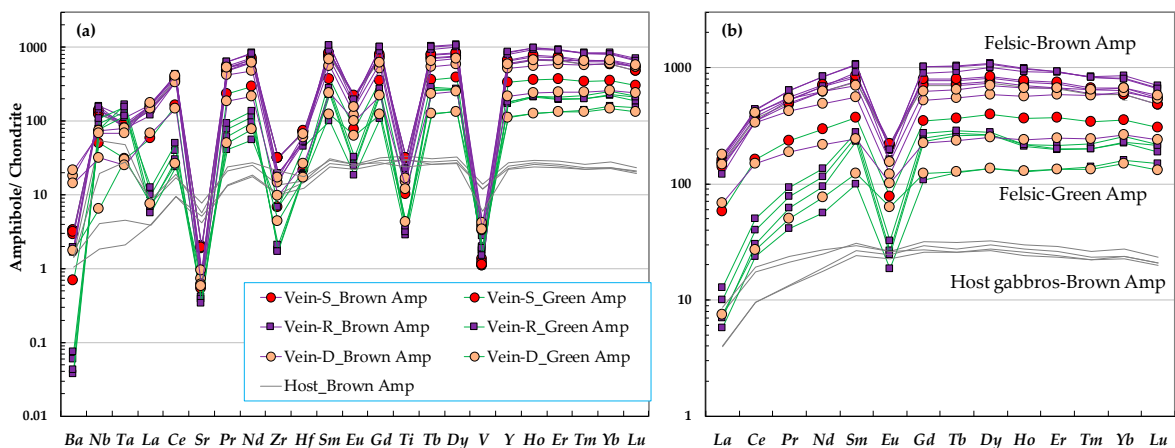 (a)
Amphibole/ Chondrite
1000
100
10
1
0.1
0.01
Vein-S_Brown Amp
Vein-S_Green Amp
Vein-R_Brown Amp
Vein-R_Green Amp
Vein-D_Brown Amp
Vein-D_Green Amp
Host_Brown Amp
Ba Nb Ta La Ce Sr Pr Nd Zr Hf Sm Eu Gd Ti Tb Dy V Y Ho Er Tm Yb Lu
(b)
Felsic-Brown Amp
1000
Felsic-Green Amp
100
Host gabbros-Brown Amp
10
1
La Ce Pr Nd Sm Eu Gd Tb Dy Ho Er Tm Yb Lu